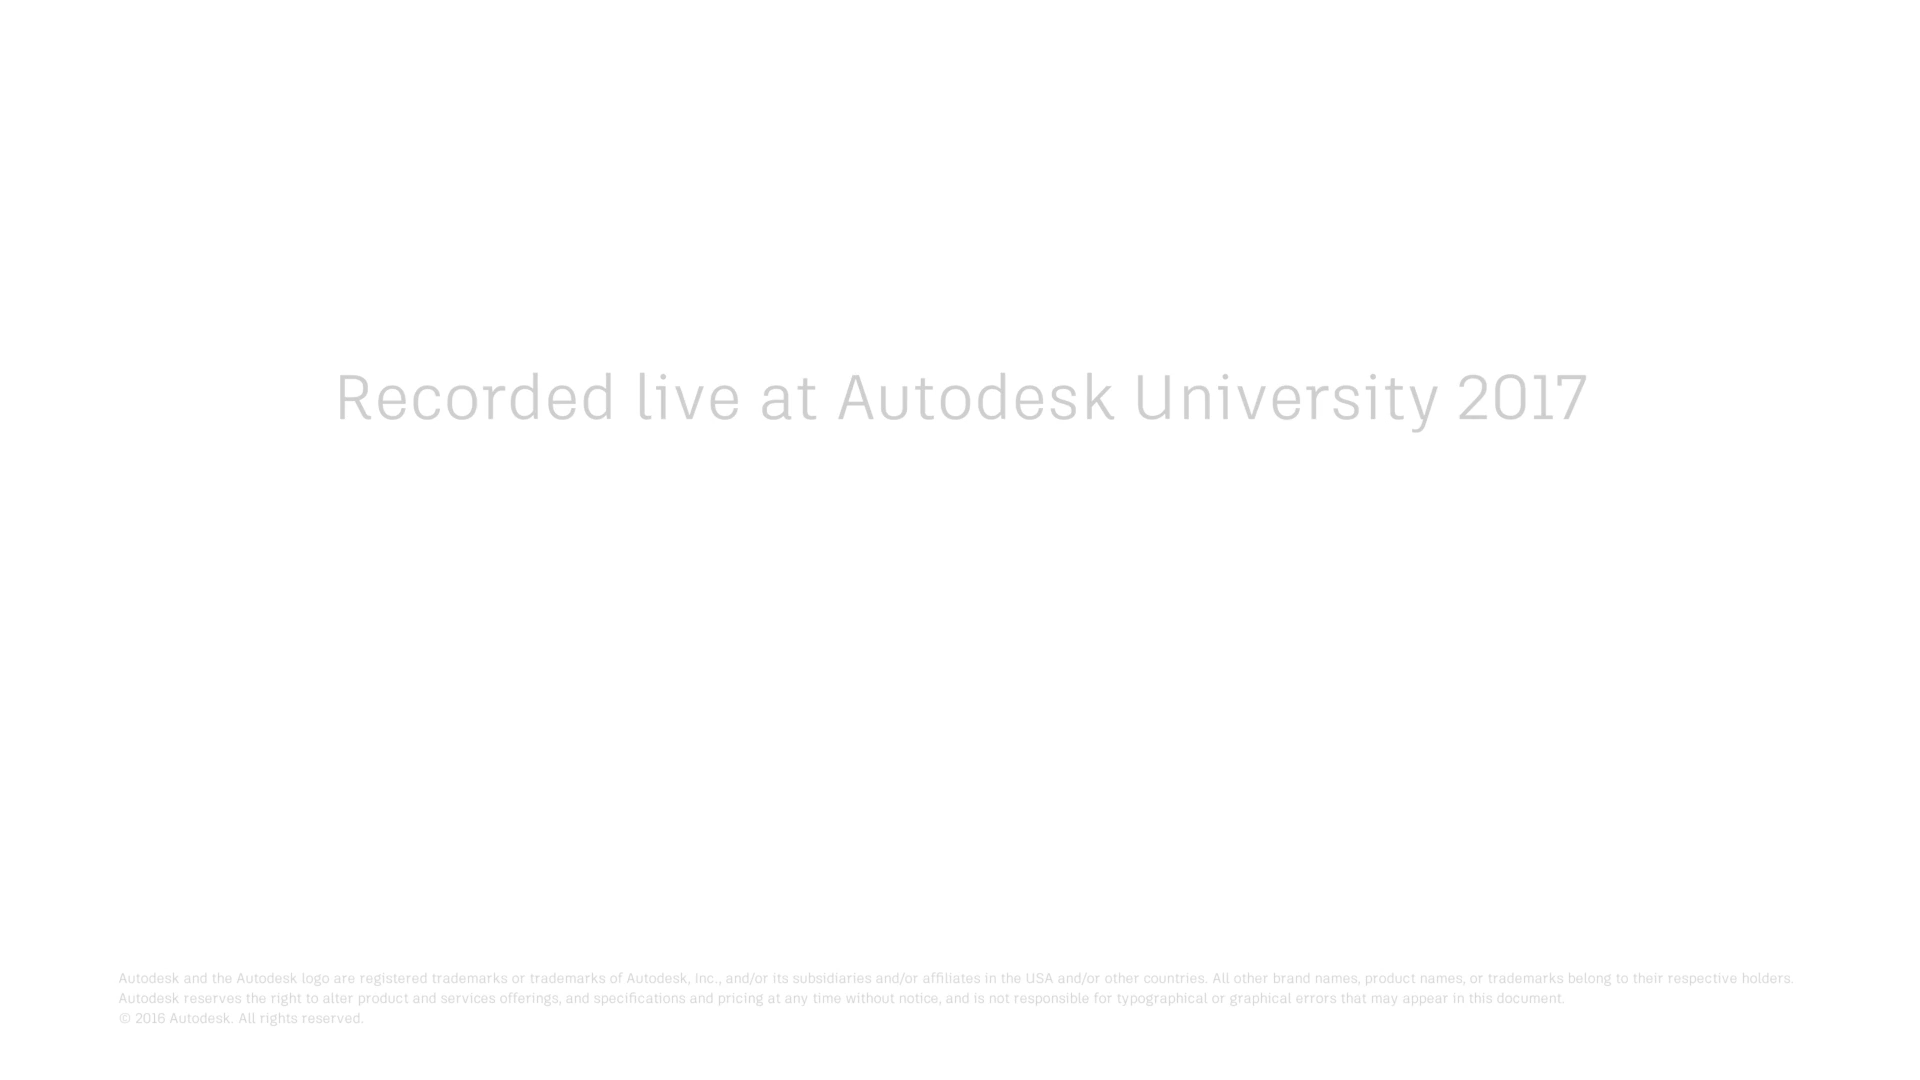 Recorded live at Autodesk University 2017
Autodesk and the Autodesk logo are registered trademarks or trademarks of Autodesk, Inc., and/or its subsidiaries and/or affiliates in the USA and/or other countries. All other brand names, product names, or trademarks belong to their respective holders.
Autodesk reserves the right to alter product and services offerings, and specifications and pricing at any time without notice, and is not responsible for typographical or graphical errors that may appear in this document.
© 2016 Autodesk. All rights reserved.